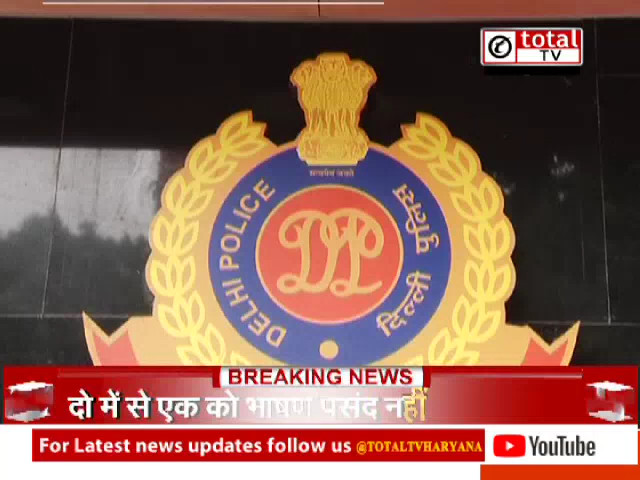 total
TV
सत्यमेव जयते
DELHI POLICE
दिल्ली पुलिस
DP
BREAKING NEWS
दो में से एक को भाषण पसंद नहीं
For Latest news updates follow us @TOTALTVHARYANA
YouTube